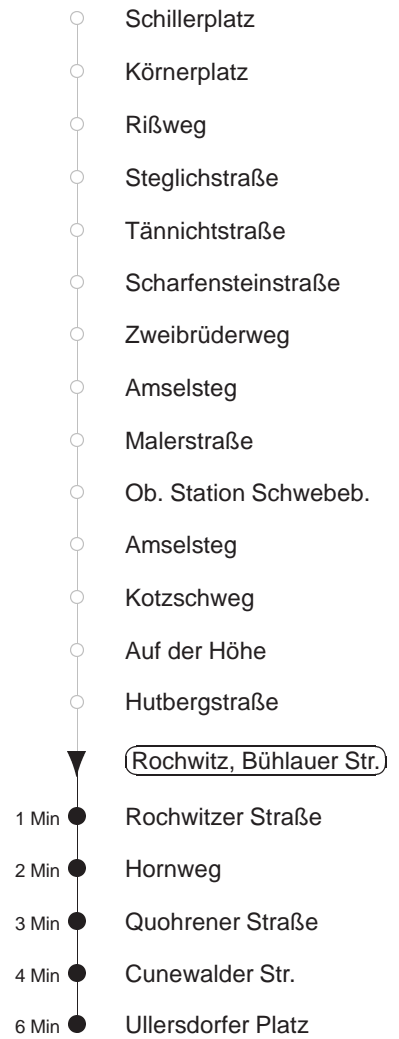 Schillerplatz
Körnerplatz
Rißweg
Steglichstraße
Tännichtstraße
Scharfensteinstraße
Zweibrüderweg
Amselsteg
Malerstraße
Ob. Station Schwebeb.
Amselsteg
Kotzschweg
Auf der Höhe
Hutbergstraße
Rochwitz, Bühlauer Str.
1 Min Rochwitzer Straße
2 Min Hornweg
3 Min Quohrener Straße
4 Min Cunewalder Str.
6 Min Ullersdorfer Platz